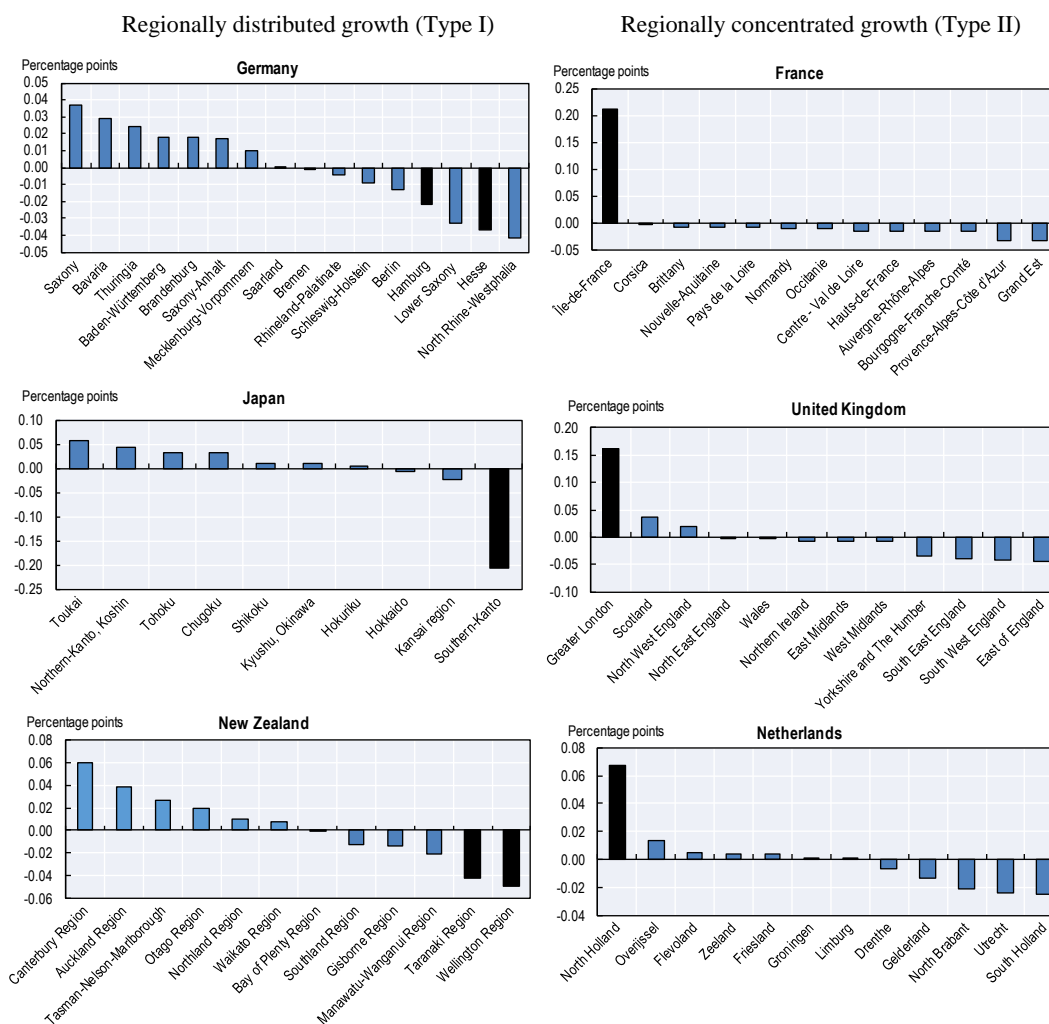 Regionally distributed growth (Type I)
Regionally concentrated growth (Type II)
Percentage points
Germany
0.05
0.04
0.03
0.02
0.01
0.00
-0.01
-0.02
-0.03
-0.04
-0.05
Saxony
Bavaria
Thuringia
Baden-Württemberg
Brandenburg
Saxony-Anhalt
Mecklenburg-Vorpommern
Saarland
Bremen
Rhineland-Palatinate
Schleswig-Holstein
Berlin
Hamburg
Lower Saxony
Hesse
North Rhine-Westphalia
Percentage points
France
0.25
0.20
0.15
0.10
0.05
0.00
-0.05
Île-de-France
Corsica
Brittany
Nouvelle-Aquitaine
Pays de la Loire
Normandy
Occitanie
Centre - Val de Loire
Hauts-de-France
Auvergne-Rhône-Alpes
Bourgogne-Franche-Comté
Provence-Alpes-Côte d'Azur
Grand Est
Percentage points
Japan
0.10
0.05
0.00
-0.05
-0.10
-0.15
-0.20
-0.25
Toukai
Northern-Kanto, Koshin
Tohoku
Chugoku
Shikoku
Kyushu, Okinawa
Hokuriku
Hokkaido
Kansai region
Southern-Kanto
Percentage points
United Kingdom
0.20
0.15
0.10
0.05
0.00
-0.05
-0.10
Greater London
Scotland
North West England
North East England
Wales
Northern Ireland
East Midlands
West Midlands
Yorkshire and The Humber
South East England
South West England
East of England
Percentage points
New Zealand
0.08
0.06
0.04
0.02
0.00
-0.02
-0.04
-0.06
Canterbury Region
Auckland Region
Tasman-Nelson-Marlborough
Otago Region
Northland Region
Waikato Region
Bay of Plenty Region
Southland Region
Gisborne Region
Manawatu-Wanganui Region
Taranaki Region
Wellington Region
Percentage points
Netherlands
0.08
0.06
0.04
0.02
0.00
-0.02
-0.04
North Holland
Overijssel
Flevoland
Zeeland
Friesland
Groningen
Limburg
Drenthe
Gelderland
North Brabant
Utrecht
South Holland